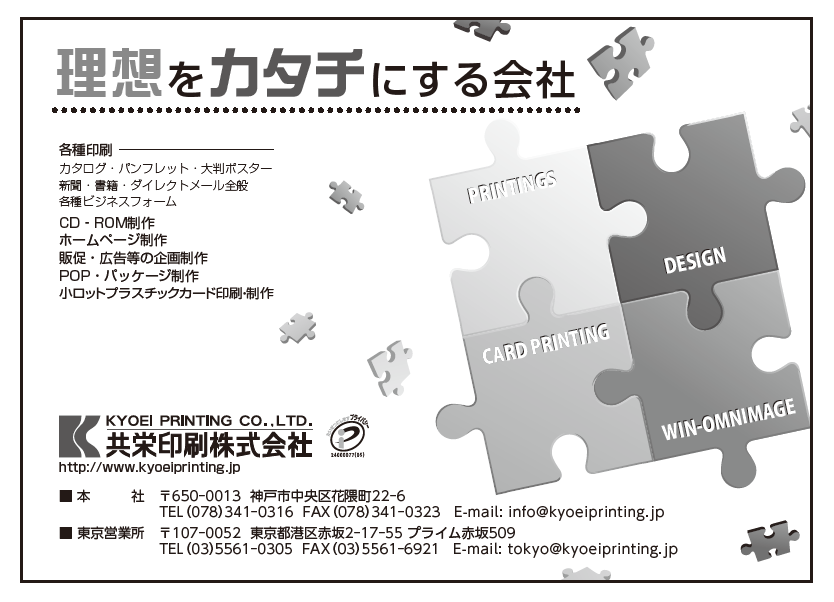 理想をカタチにする会社
各種印刷
カタログ・パンフレット・大判ポスター
新聞・書籍・ダイレクトメール全般
各種ビジネスフォーム
CD - ROM制作
ホームページ制作
販促・広告等の企画制作
POP・パッケージ制作
小ロットプラスチックカード印刷・制作
PRINTINGS
DESIGN
CARD PRINTING
WIN-OMNIMAGE
KYOEI PRINTING CO.,LTD.
共栄印刷株式会社
http://www.kyoeiprinting.jp
■ 本 社 〒650-0013 神戸市中央区花隈町22-6
TEL(078)341-0316 FAX(078)341-0323 E-mail: info@kyoeiprinting.jp
■ 東京営業所 〒107-0052 東京都港区赤坂2-17-55 プライム赤坂509
TEL(03)5561-0305 FAX(03)5561-6921 E-mail: tokyo@kyoeiprinting.jp